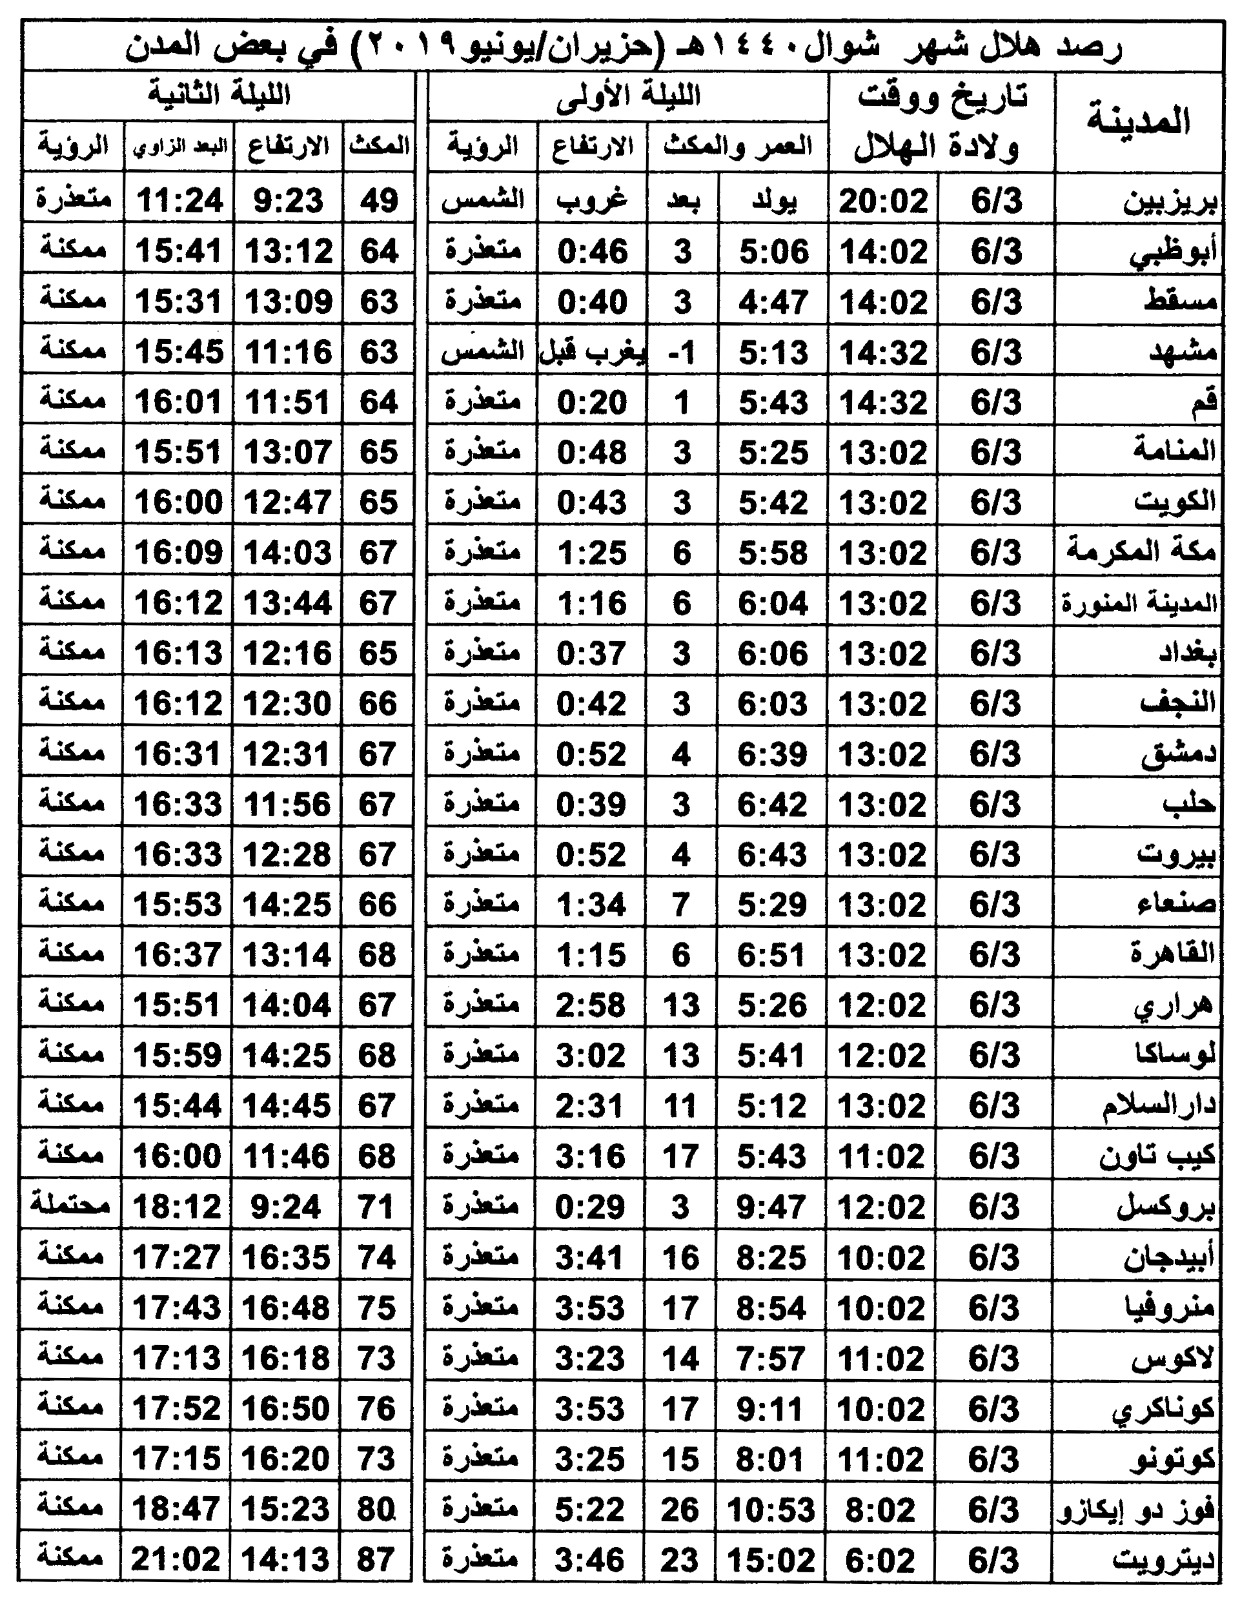 رصد هلال شهر شوال١٤٤٠هـ (حزيران/يونيو٢٠١٩) في بعض المدن
المدينة تاريخ ووقت ولادة الهلال الليلة الأولى الليلة الثانية
العمر والمكث الارتفاع الرؤية المكث الارتفاع البعد الزاوي الرؤية
بريزبين 6/3 20:02 يولد بعد غروب الشمس 49 9:23 11:24 متعذرة
أبوظبي 6/3 14:02 5:06 3 0:46 متعذرة 64 13:12 15:41 ممكنة
مسقط 6/3 14:02 4:47 3 0:40 متعذرة 63 13:09 15:31 ممكنة
مشهد 6/3 14:32 5:13 -1 يغرب قبل الشمس 63 11:16 15:45 ممكنة
قم 6/3 14:32 5:43 1 0:20 متعذرة 64 11:51 16:01 ممكنة
المنامة 6/3 13:02 5:25 3 0:48 متعذرة 65 13:07 15:51 ممكنة
الكويت 6/3 13:02 5:42 3 0:43 متعذرة 65 12:47 16:00 ممكنة
مكة المكرمة 6/3 13:02 5:58 6 1:25 متعذرة 67 14:03 16:09 ممكنة
المدينة المنورة 6/3 13:02 6:04 6 1:16 متعذرة 67 13:44 16:12 ممكنة
بغداد 6/3 13:02 6:06 3 0:37 متعذرة 65 12:16 16:13 ممكنة
النجف 6/3 13:02 6:03 3 0:42 متعذرة 66 12:30 16:12 ممكنة
دمشق 6/3 13:02 6:39 4 0:52 متعذرة 67 12:31 16:31 ممكنة
حلب 6/3 13:02 6:42 3 0:39 متعذرة 67 11:56 16:33 ممكنة
بيروت 6/3 13:02 6:43 4 0:52 متعذرة 67 12:28 16:33 ممكنة
صنعاء 6/3 13:02 5:29 7 1:34 متعذرة 66 14:25 15:53 ممكنة
القاهرة 6/3 13:02 6:51 6 1:15 متعذرة 68 13:14 16:37 ممكنة
هراري 6/3 12:02 5:26 13 2:58 متعذرة 67 14:04 15:51 ممكنة
لوساكا 6/3 12:02 5:41 13 3:02 متعذرة 68 14:25 15:59 ممكنة
دارالسلام 6/3 13:02 5:12 11 2:31 متعذرة 67 14:45 15:44 ممكنة
كيب تاون 6/3 11:02 5:43 17 3:16 متعذرة 68 11:46 16:00 ممكنة
بروكسل 6/3 12:02 9:47 3 0:29 متعذرة 71 9:24 18:12 محتملة
أبيدجان 6/3 10:02 8:25 16 3:41 متعذرة 74 16:35 17:27 ممكنة
منروفيا 6/3 10:02 8:54 17 3:53 متعذرة 75 16:48 17:43 ممكنة
لاكوس 6/3 11:02 7:57 14 3:23 متعذرة 73 16:18 17:13 ممكنة
كوناكري 6/3 10:02 9:11 17 3:53 متعذرة 76 16:50 17:52 ممكنة
كوتونو 6/3 11:02 8:01 15 3:25 متعذرة 73 16:20 17:15 ممكنة
فوز دو إيكازو 6/3 8:02 10:53 26 5:22 متعذرة 80 15:23 18:47 ممكنة
ديترويت 6/3 6:02 15:02 23 3:46 متعذرة 87 14:13 21:02 ممكنة